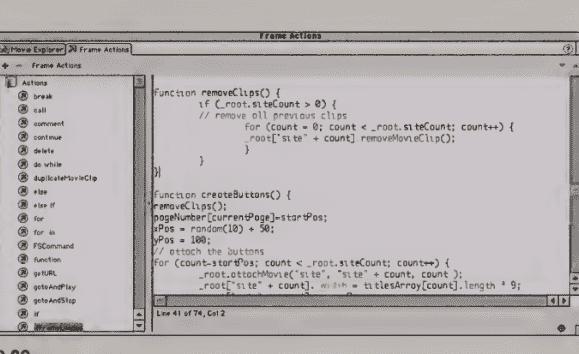 Frame Actions
Movie Explorer Frame Actions ?
+ - Frame Actions
Actions
break
call
comment
continue
delete
do while
duplicateMovieClip
else
else if
for
for in
FSCommand
function
getURL
gotoAndPlay
gotoAndStop
if
function removeClips() {
if (_root.siteCount > 0) {
// remove all previous clips
for (count = 0; count < _root.siteCount; count++) {
_root["site" + count].removeMovieClip();
}
}
}
function createButtons() {
removeClips();
pageNumber[currentPage]=startPos;
xPos = random(10) + 50;
yPos = 100;
// attach the buttons
for (count=startPos; count < _root.siteCount; count++) {
_root.attachMovie("site", "site" + count, count );
_root["site" + count]._width = titlesArray[count].length * 9;
Line 41 of 74, Col 2